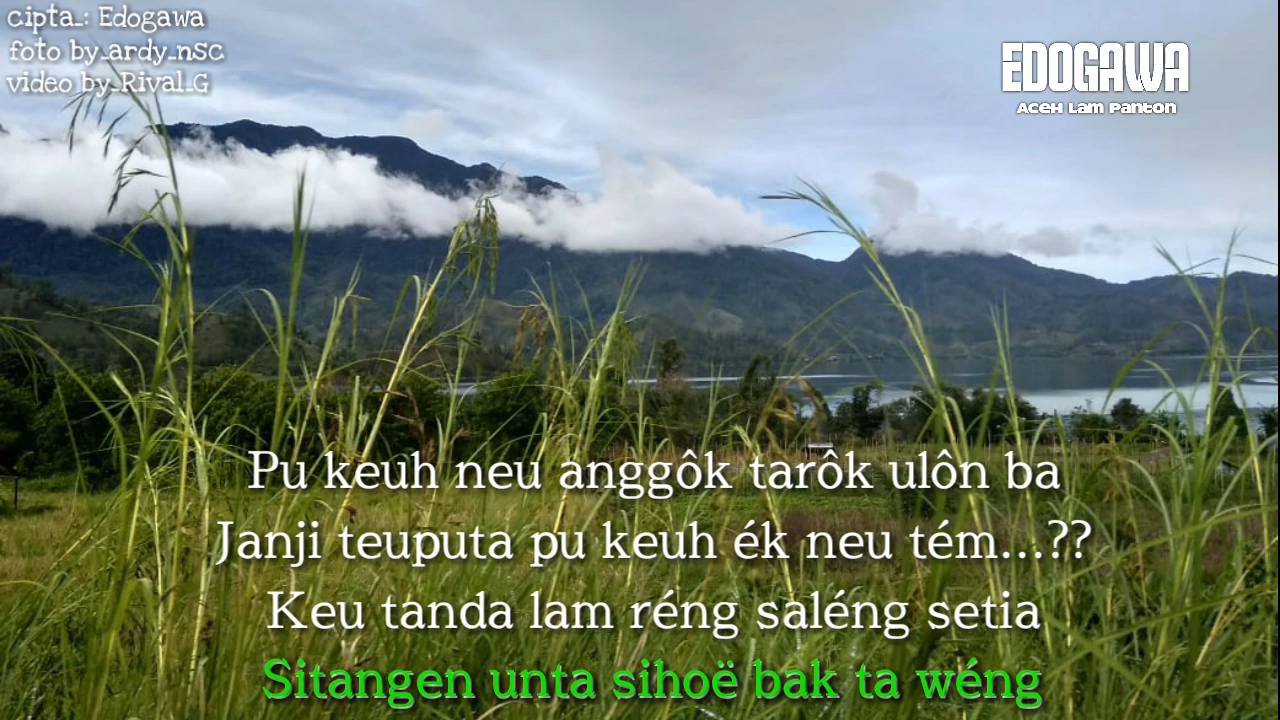 cipta_: Edogawa
foto by_ardy_nsc
video by_Rival_G
EDOGAWA
Aceh Lam Panton
Pu keuh neu anggôk tarôk ulôn ba
Janji teuputa pu keuh ék neu tém...??
Keu tanda lam réng saléng setia
Sitangen unta sihoë bak ta wéng